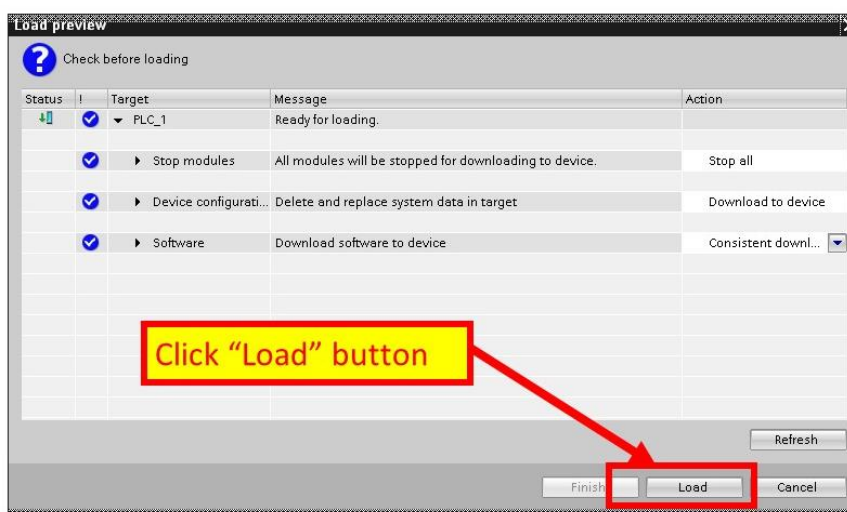 Load preview
Check before loading
Status ! Target Message Action
PLC_1 Ready for loading.
Stop modules All modules will be stopped for downloading to device. Stop all
Device configurati... Delete and replace system data in target Download to device
Software Download software to device Consistent downl...
Click “Load” button
Refresh
Finish Load Cancel